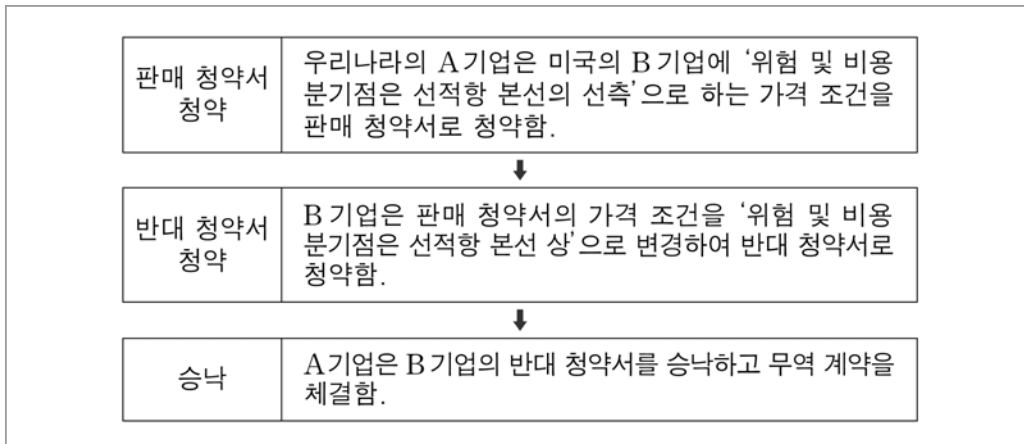 판매 청약서
청약
우리나라의 A기업은 미국의 B기업에 ‘위험 및 비용
분기점은 선적항 본선의 선측’으로 하는 가격 조건을
판매 청약서로 청약함.
반대 청약서
청약
B기업은 판매 청약서의 가격 조건을 ‘위험 및 비용
분기점은 선적항 본선 상’으로 변경하여 반대 청약서로
청약함.
승낙
A기업은 B기업의 반대 청약서를 승낙하고 무역 계약을
체결함.